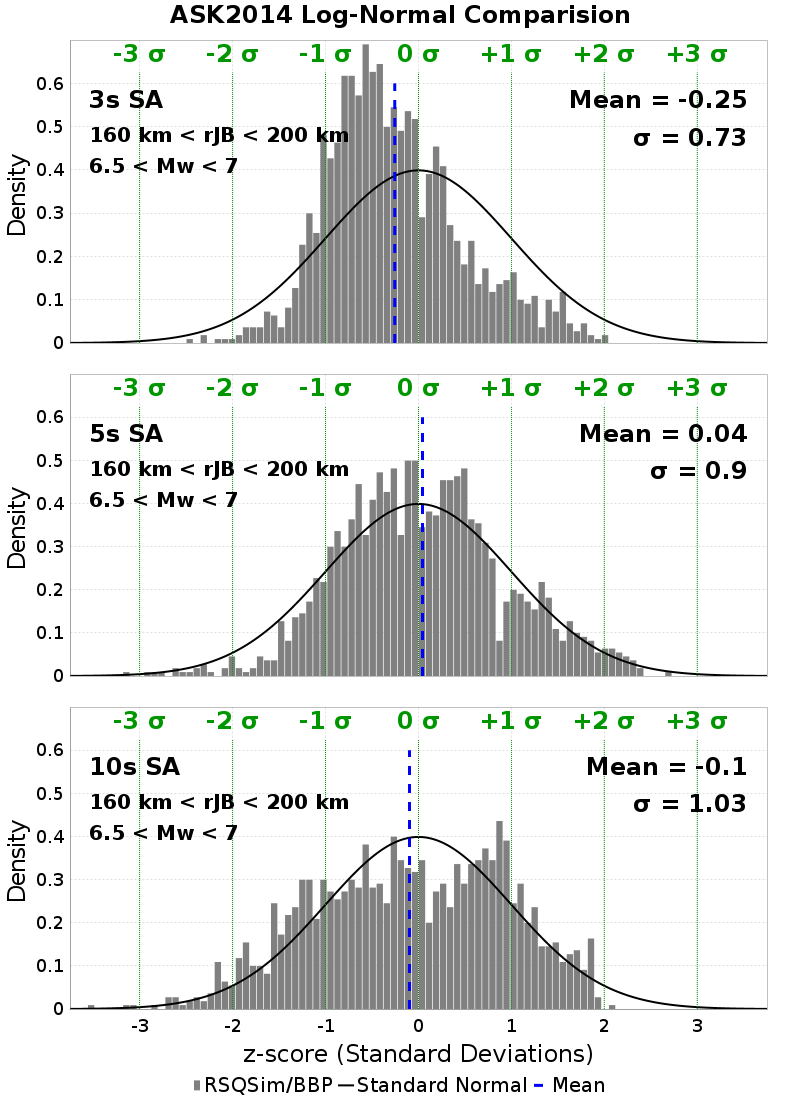 ASK2014 Log-Normal Comparision
-3 σ -2 σ -1 σ 0 σ +1 σ +2 σ +3 σ
3s SA
160 km < rJB < 200 km
6.5 < Mw < 7
Mean = -0.25
σ = 0.73
Density
0.6
0.5
0.4
0.3
0.2
0.1
0
-3 σ -2 σ -1 σ 0 σ +1 σ +2 σ +3 σ
5s SA
160 km < rJB < 200 km
6.5 < Mw < 7
Mean = 0.04
σ = 0.9
Density
0.6
0.5
0.4
0.3
0.2
0.1
0
-3 σ -2 σ -1 σ 0 σ +1 σ +2 σ +3 σ
10s SA
160 km < rJB < 200 km
6.5 < Mw < 7
Mean = -0.1
σ = 1.03
Density
0.6
0.5
0.4
0.3
0.2
0.1
0
-3 -2 -1 0 1 2 3
z-score (Standard Deviations)
RSQSim/BBP Standard Normal Mean